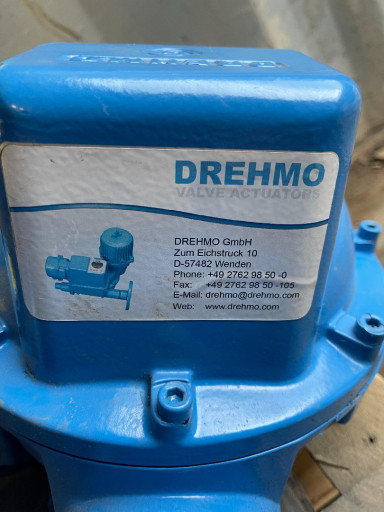 DREHMO
VALVE ACTUATORS
DREHMO GmbH
Zum Eichstruck 10
D-57482 Wenden
Phone: +49 2762 98 50 -0
Fax: +49 2762 98 50 -105
E-Mail: drehmo@drehmo.com
Web: www.drehmo.com